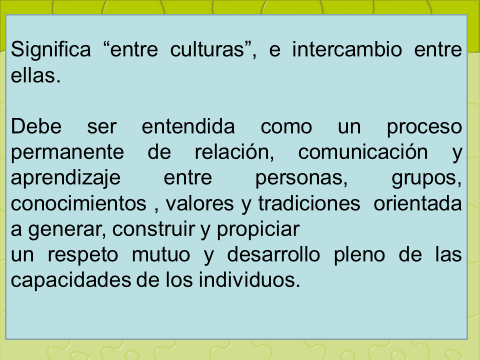 Significa “entre culturas”, e intercambio entre
ellas.
Debe ser entendida como un proceso
permanente de relación, comunicación y
aprendizaje entre personas, grupos,
conocimientos , valores y tradiciones orientada
a generar, construir y propiciar
un respeto mutuo y desarrollo pleno de las
capacidades de los individuos.